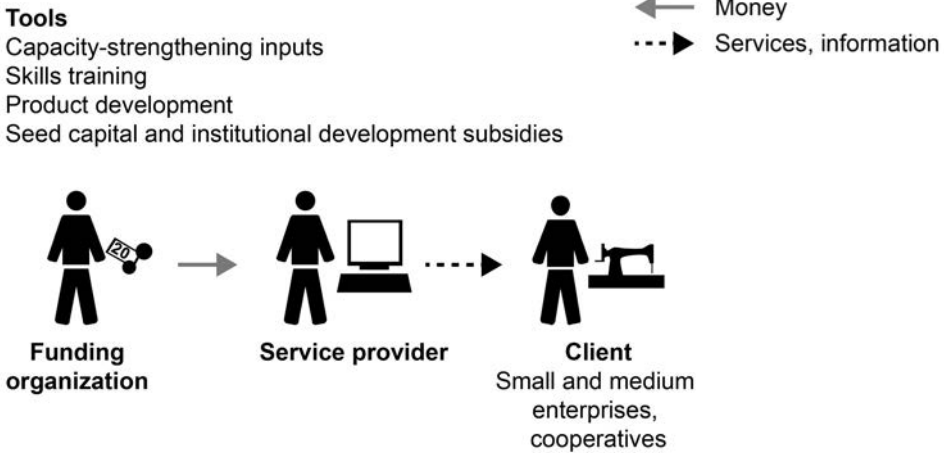 Tools
Capacity-strengthening inputs
Skills training
Product development
Seed capital and institutional development subsidies
Money
Services, information
20
Funding
organization
Service provider
Client
Small and medium
enterprises,
cooperatives